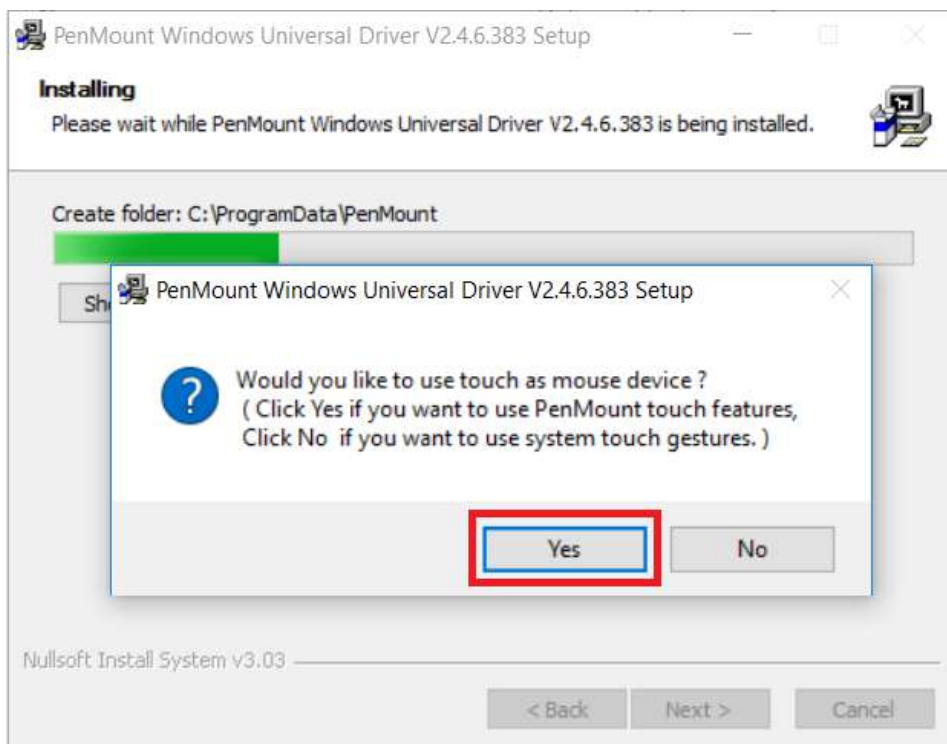 PenMount Windows Universal Driver V2.4.6.383 Setup
Installing
Please wait while PenMount Windows Universal Driver V2.4.6.383 is being installed.
Create folder: C:\ProgramData\PenMount
PenMount Windows Universal Driver V2.4.6.383 Setup
Would you like to use touch as mouse device ?
( Click Yes if you want to use PenMount touch features,
Click No if you want to use system touch gestures. )
Yes No
Nullsoft Install System v3.03
< Back Next > Cancel